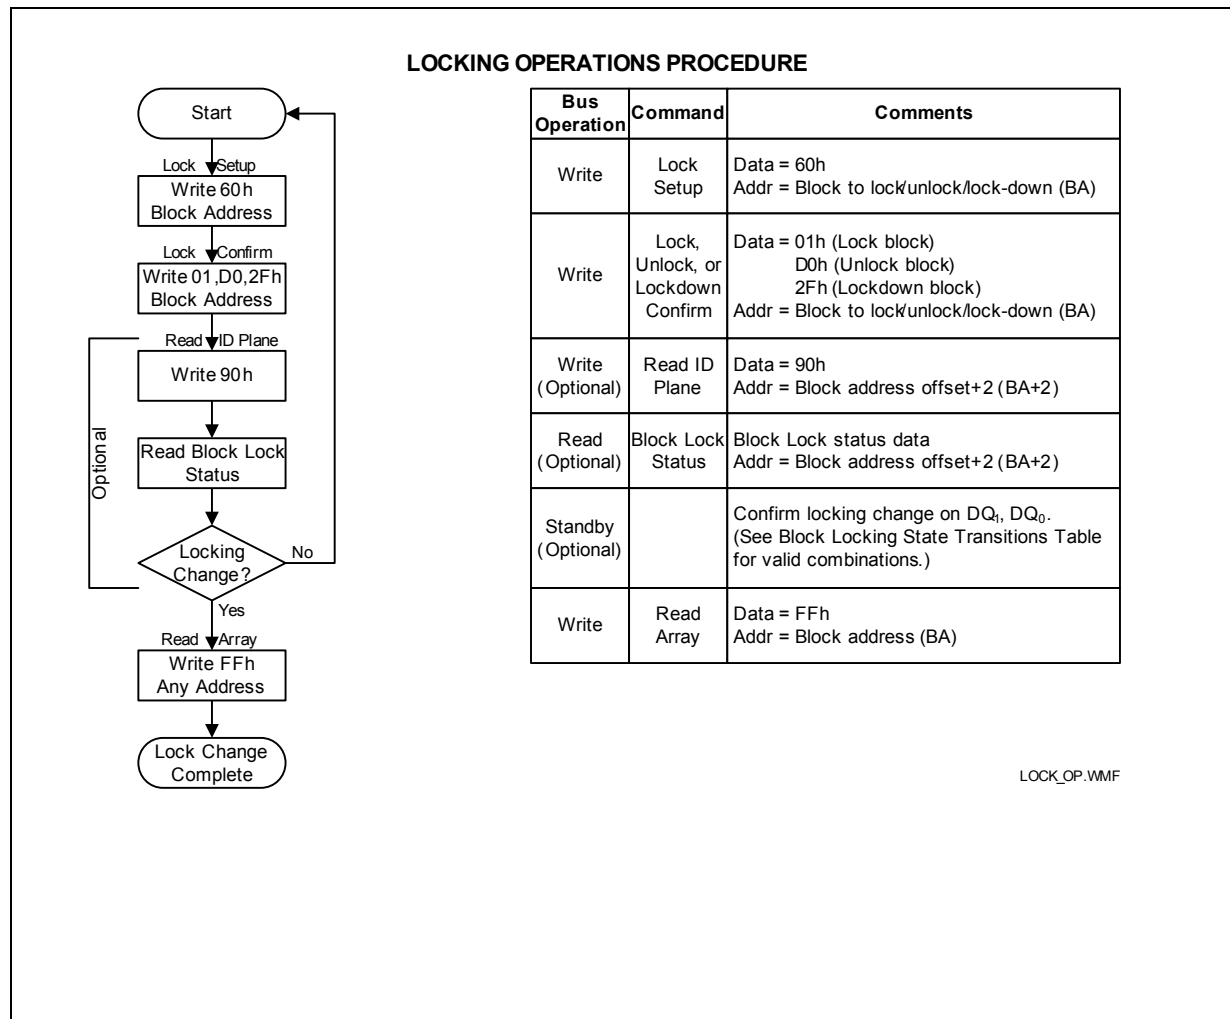 LOCKING OPERATIONS PROCEDURE
Start
Lock Setup
Write 60h
Block Address
Lock Confirm
Write 01,D0,2Fh
Block Address
Read ID Plane
Write 90h
Optional
Read Block Lock
Status
Locking
Change?
No
Yes
Read Array
Write FFh
Any Address
Lock Change
Complete
Bus
Operation
Command
Comments
Write
Lock
Setup
Data = 60h
Addr = Block to lock/unlock/lock-down (BA)
Write
Lock,
Unlock, or
Lockdown
Confirm
Data = 01h (Lock block)
D0h (Unlock block)
2Fh (Lockdown block)
Addr = Block to lock/unlock/lock-down (BA)
Write
(Optional)
Read ID
Plane
Data = 90h
Addr = Block address offset+2 (BA+2)
Read
(Optional)
Block Lock
Status
Block Lock status data
Addr = Block address offset+2 (BA+2)
Standby
(Optional)
Confirm locking change on DQ₁, DQ₀.
(See Block Locking State Transitions Table
for valid combinations.)
Write
Read
Array
Data = FFh
Addr = Block address (BA)
LOCK_OP.WMF